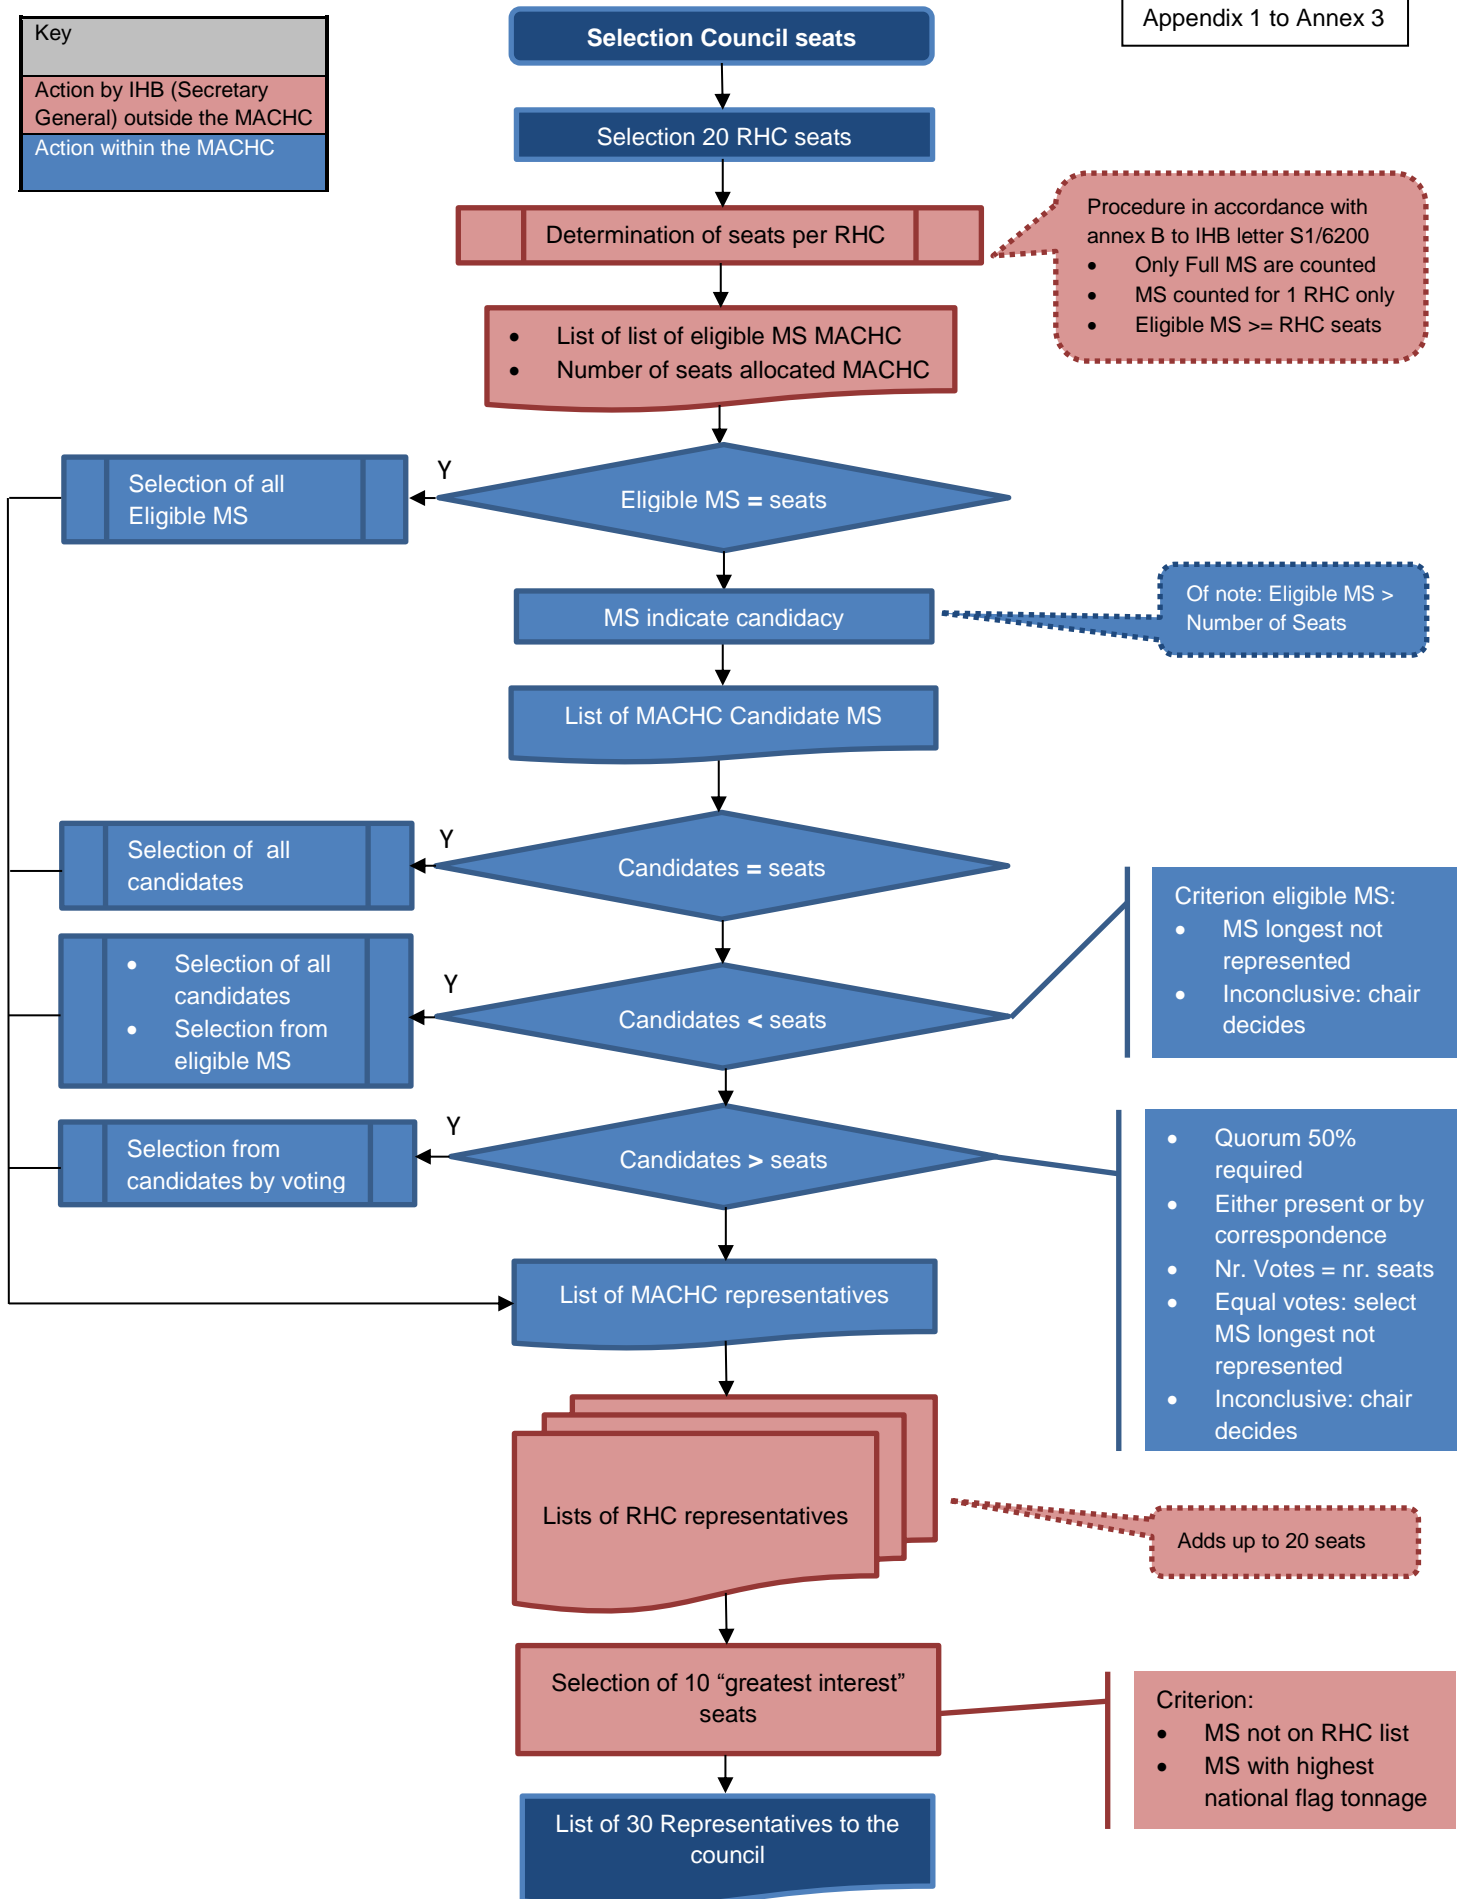 Appendix 1 to Annex 3
Key
Action by IHB (Secretary
General) outside the MACHC
Action within the MACHC
Selection Council seats
Selection 20 RHC seats
Determination of seats per RHC
Procedure in accordance with
annex B to IHB letter S1/6200
• Only Full MS are counted
• MS counted for 1 RHC only
• Eligible MS >= RHC seats
• List of list of eligible MS MACHC
• Number of seats allocated MACHC
Eligible MS = seats
Y
Selection of all
Eligible MS
MS indicate candidacy
Of note: Eligible MS >
Number of Seats
List of MACHC Candidate MS
Candidates = seats
Y
Selection of all
candidates
Candidates < seats
Y
• Selection of all
candidates
• Selection from
eligible MS
Criterion eligible MS:
• MS longest not
represented
• Inconclusive: chair
decides
Candidates > seats
Y
Selection from
candidates by voting
• Quorum 50%
required
• Either present or by
correspondence
• Nr. Votes = nr. seats
• Equal votes: select
MS longest not
represented
• Inconclusive: chair
decides
List of MACHC representatives
Lists of RHC representatives
Adds up to 20 seats
Selection of 10 “greatest interest”
seats
Criterion:
• MS not on RHC list
• MS with highest
national flag tonnage
List of 30 Representatives to the
council